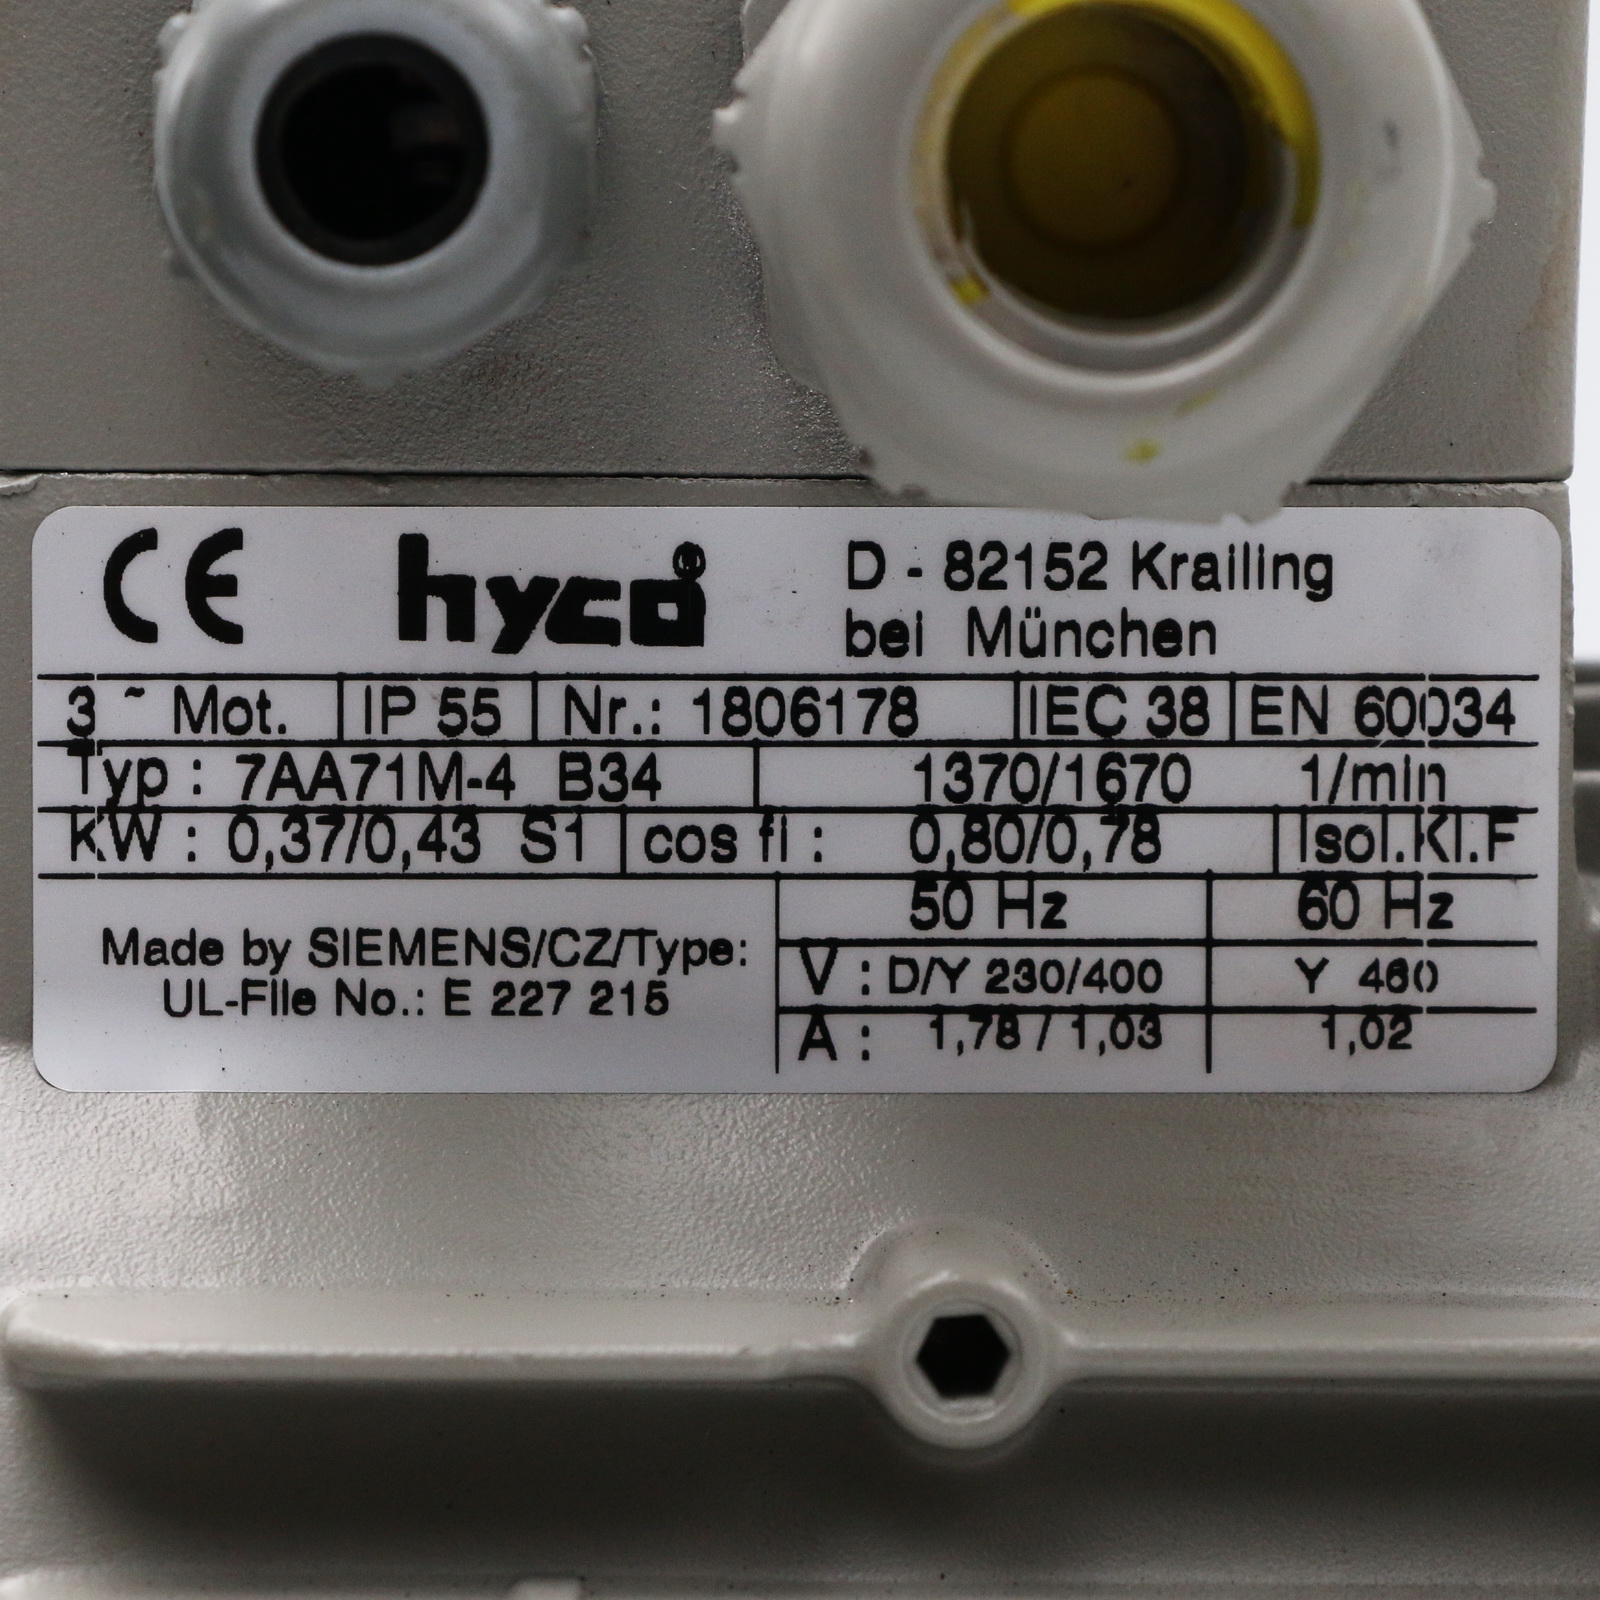 CE hyco® D - 82152 Krailing
bei München
3 ~ Mot. IP 55 Nr.: 1806178 IEC 38 EN 60034
Typ : 7AA71M-4 B34 1370/1670 1/min
KW : 0,37/0,43 S1 cos fi : 0,80/0,78 Isol.Kl.F
50 Hz 60 Hz
Made by SIEMENS/CZ/Type:
V : D/Y 230/400 Y 460
UL-File No.: E 227 215
A : 1,78 / 1,03 1,02